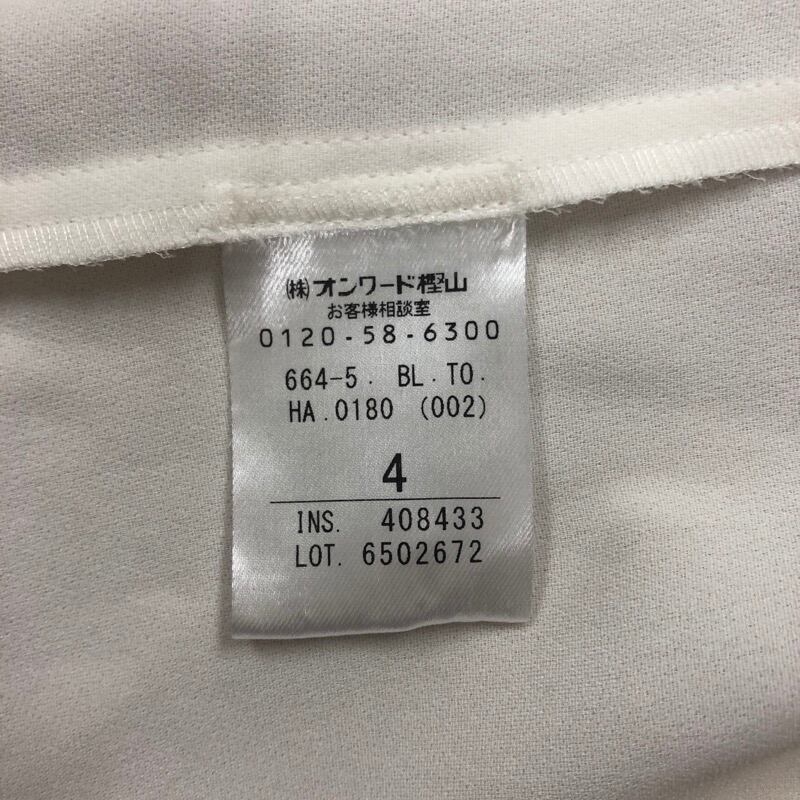 (株)オンワード樫山
お客様相談室
0120-58-6300
664-5. BL.TO.
HA.0180 (002)
4
INS. 408433
LOT. 6502672